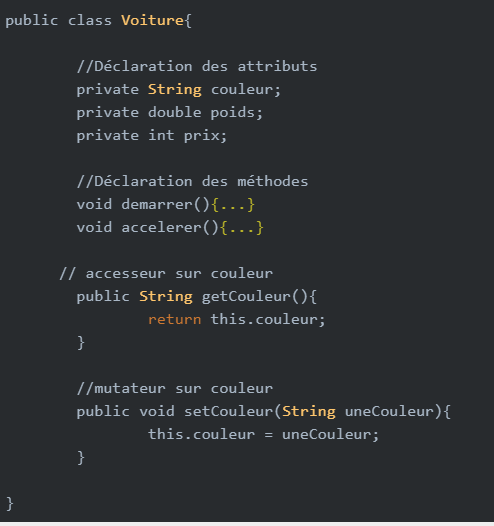 public class Voiture{
//Déclaration des attributs
private String couleur;
private double poids;
private int prix;
//Déclaration des méthodes
void demarrer(){...}
void accelerer(){...}
// accesseur sur couleur
public String getCouleur(){
return this.couleur;
}
//mutateur sur couleur
public void setCouleur(String uneCouleur){
this.couleur = uneCouleur;
}
}